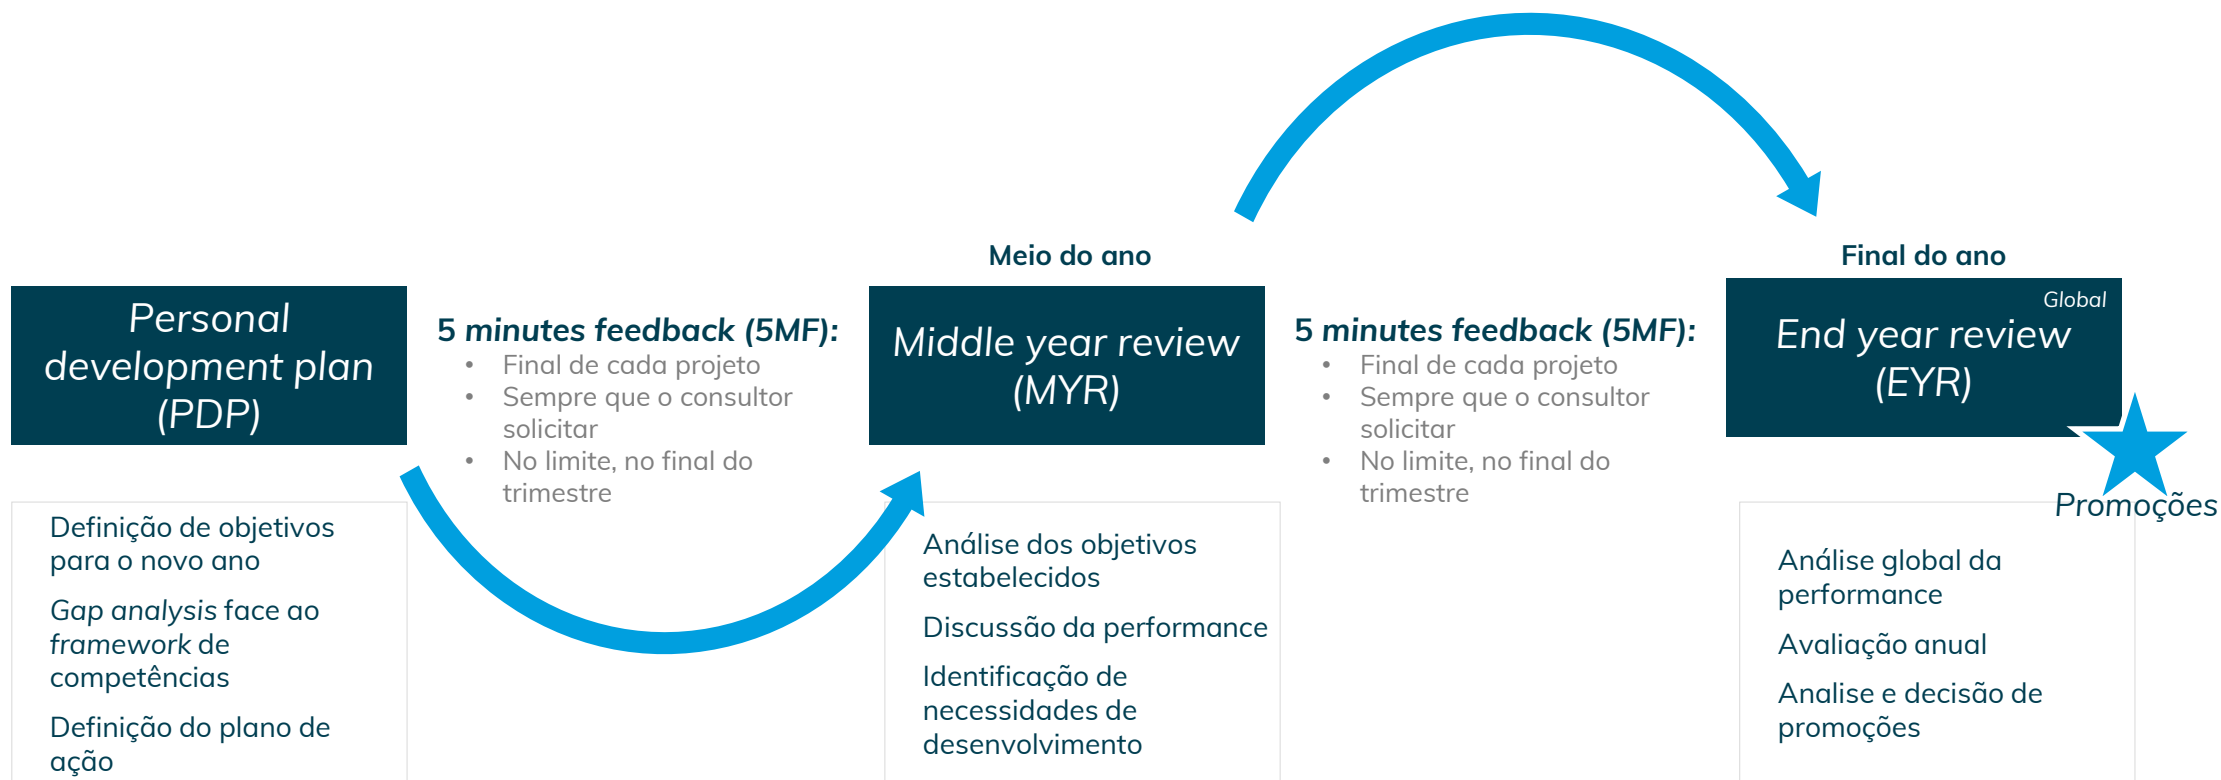 Personal
development plan
(PDP)
Definição de objetivos
para o novo ano
Gap analysis face ao
framework de
competências
Definição do plano de
ação
5 minutes feedback (5MF):
• Final de cada projeto
• Sempre que o consultor
solicitar
• No limite, no final do
trimestre
Meio do ano
Middle year review
(MYR)
Análise dos objetivos
estabelecidos
Discussão da performance
Identificação de
necessidades de
desenvolvimento
5 minutes feedback (5MF):
• Final de cada projeto
• Sempre que o consultor
solicitar
• No limite, no final do
trimestre
Final do ano
Global
End year review
(EYR)
Promoções
Análise global da
performance
Avaliação anual
Analise e decisão de
promoções